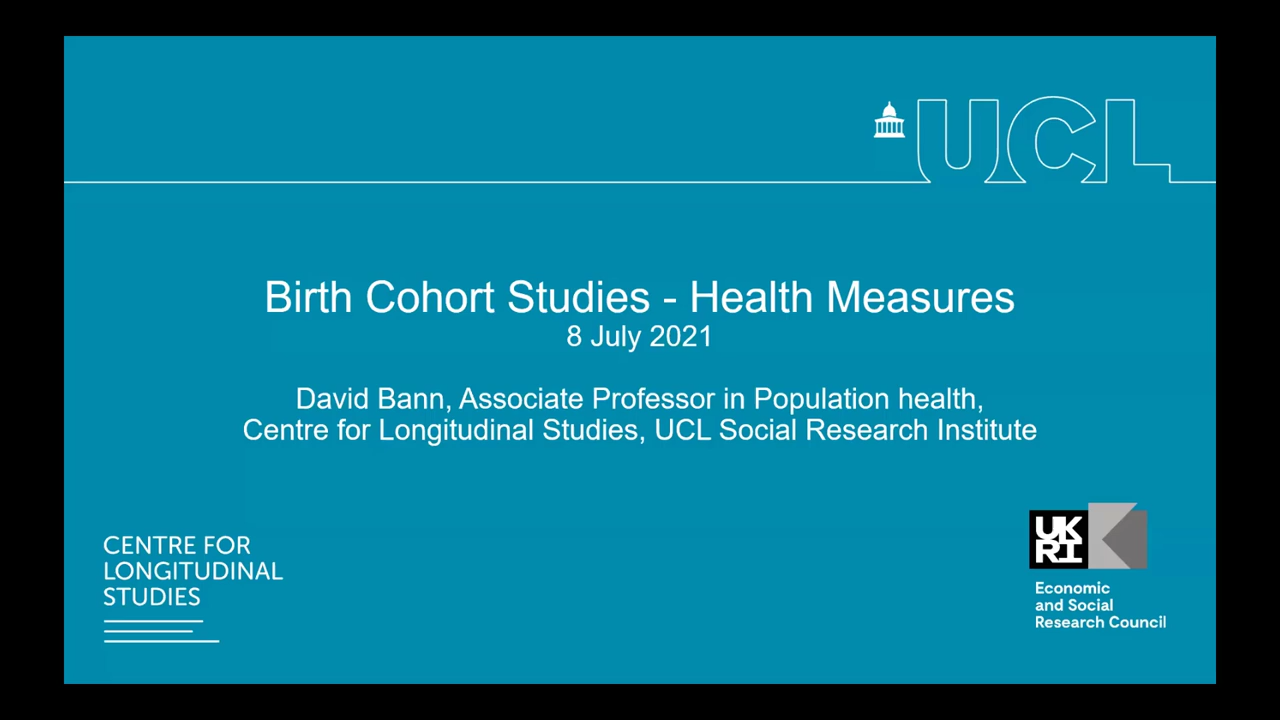 UCL
Birth Cohort Studies - Health Measures
8 July 2021
David Bann, Associate Professor in Population health,
Centre for Longitudinal Studies, UCL Social Research Institute
CENTRE FOR
LONGITUDINAL
STUDIES
UK
RI
Economic
and Social
Research Council